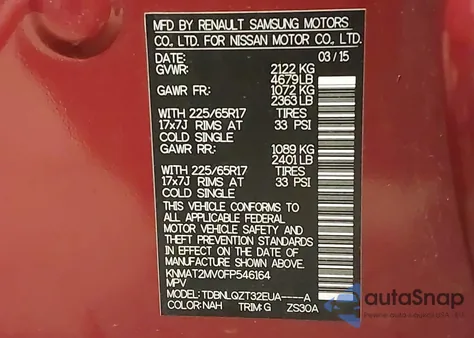 MFD BY RENAULT SAMSUNG MOTORS
CO., LTD. FOR NISSAN MOTOR CO., LTD.
DATE: 03/15
GVWR: 2122 KG
4679LB
GAWR FR: 1072 KG
2363LB
WITH 225/65R17 TIRES
17x7J RIMS AT 33 PSI
COLD SINGLE
GAWR RR: 1089 KG
2401LB
WITH 225/65R17 TIRES
17x7J RIMS AT 33 PSI
COLD SINGLE
THIS VEHICLE CONFORMS TO
ALL APPLICABLE FEDERAL
MOTOR VEHICLE SAFETY AND
THEFT PREVENTION STANDARDS
IN EFFECT ON THE DATE OF
MANUFACTURE SHOWN ABOVE.
KNMAT2MV0FP546164
MPV
MODEL: TDBNLQZT32EUA----A
COLOR: NAH TRIM: G ZS30A
autoSnap